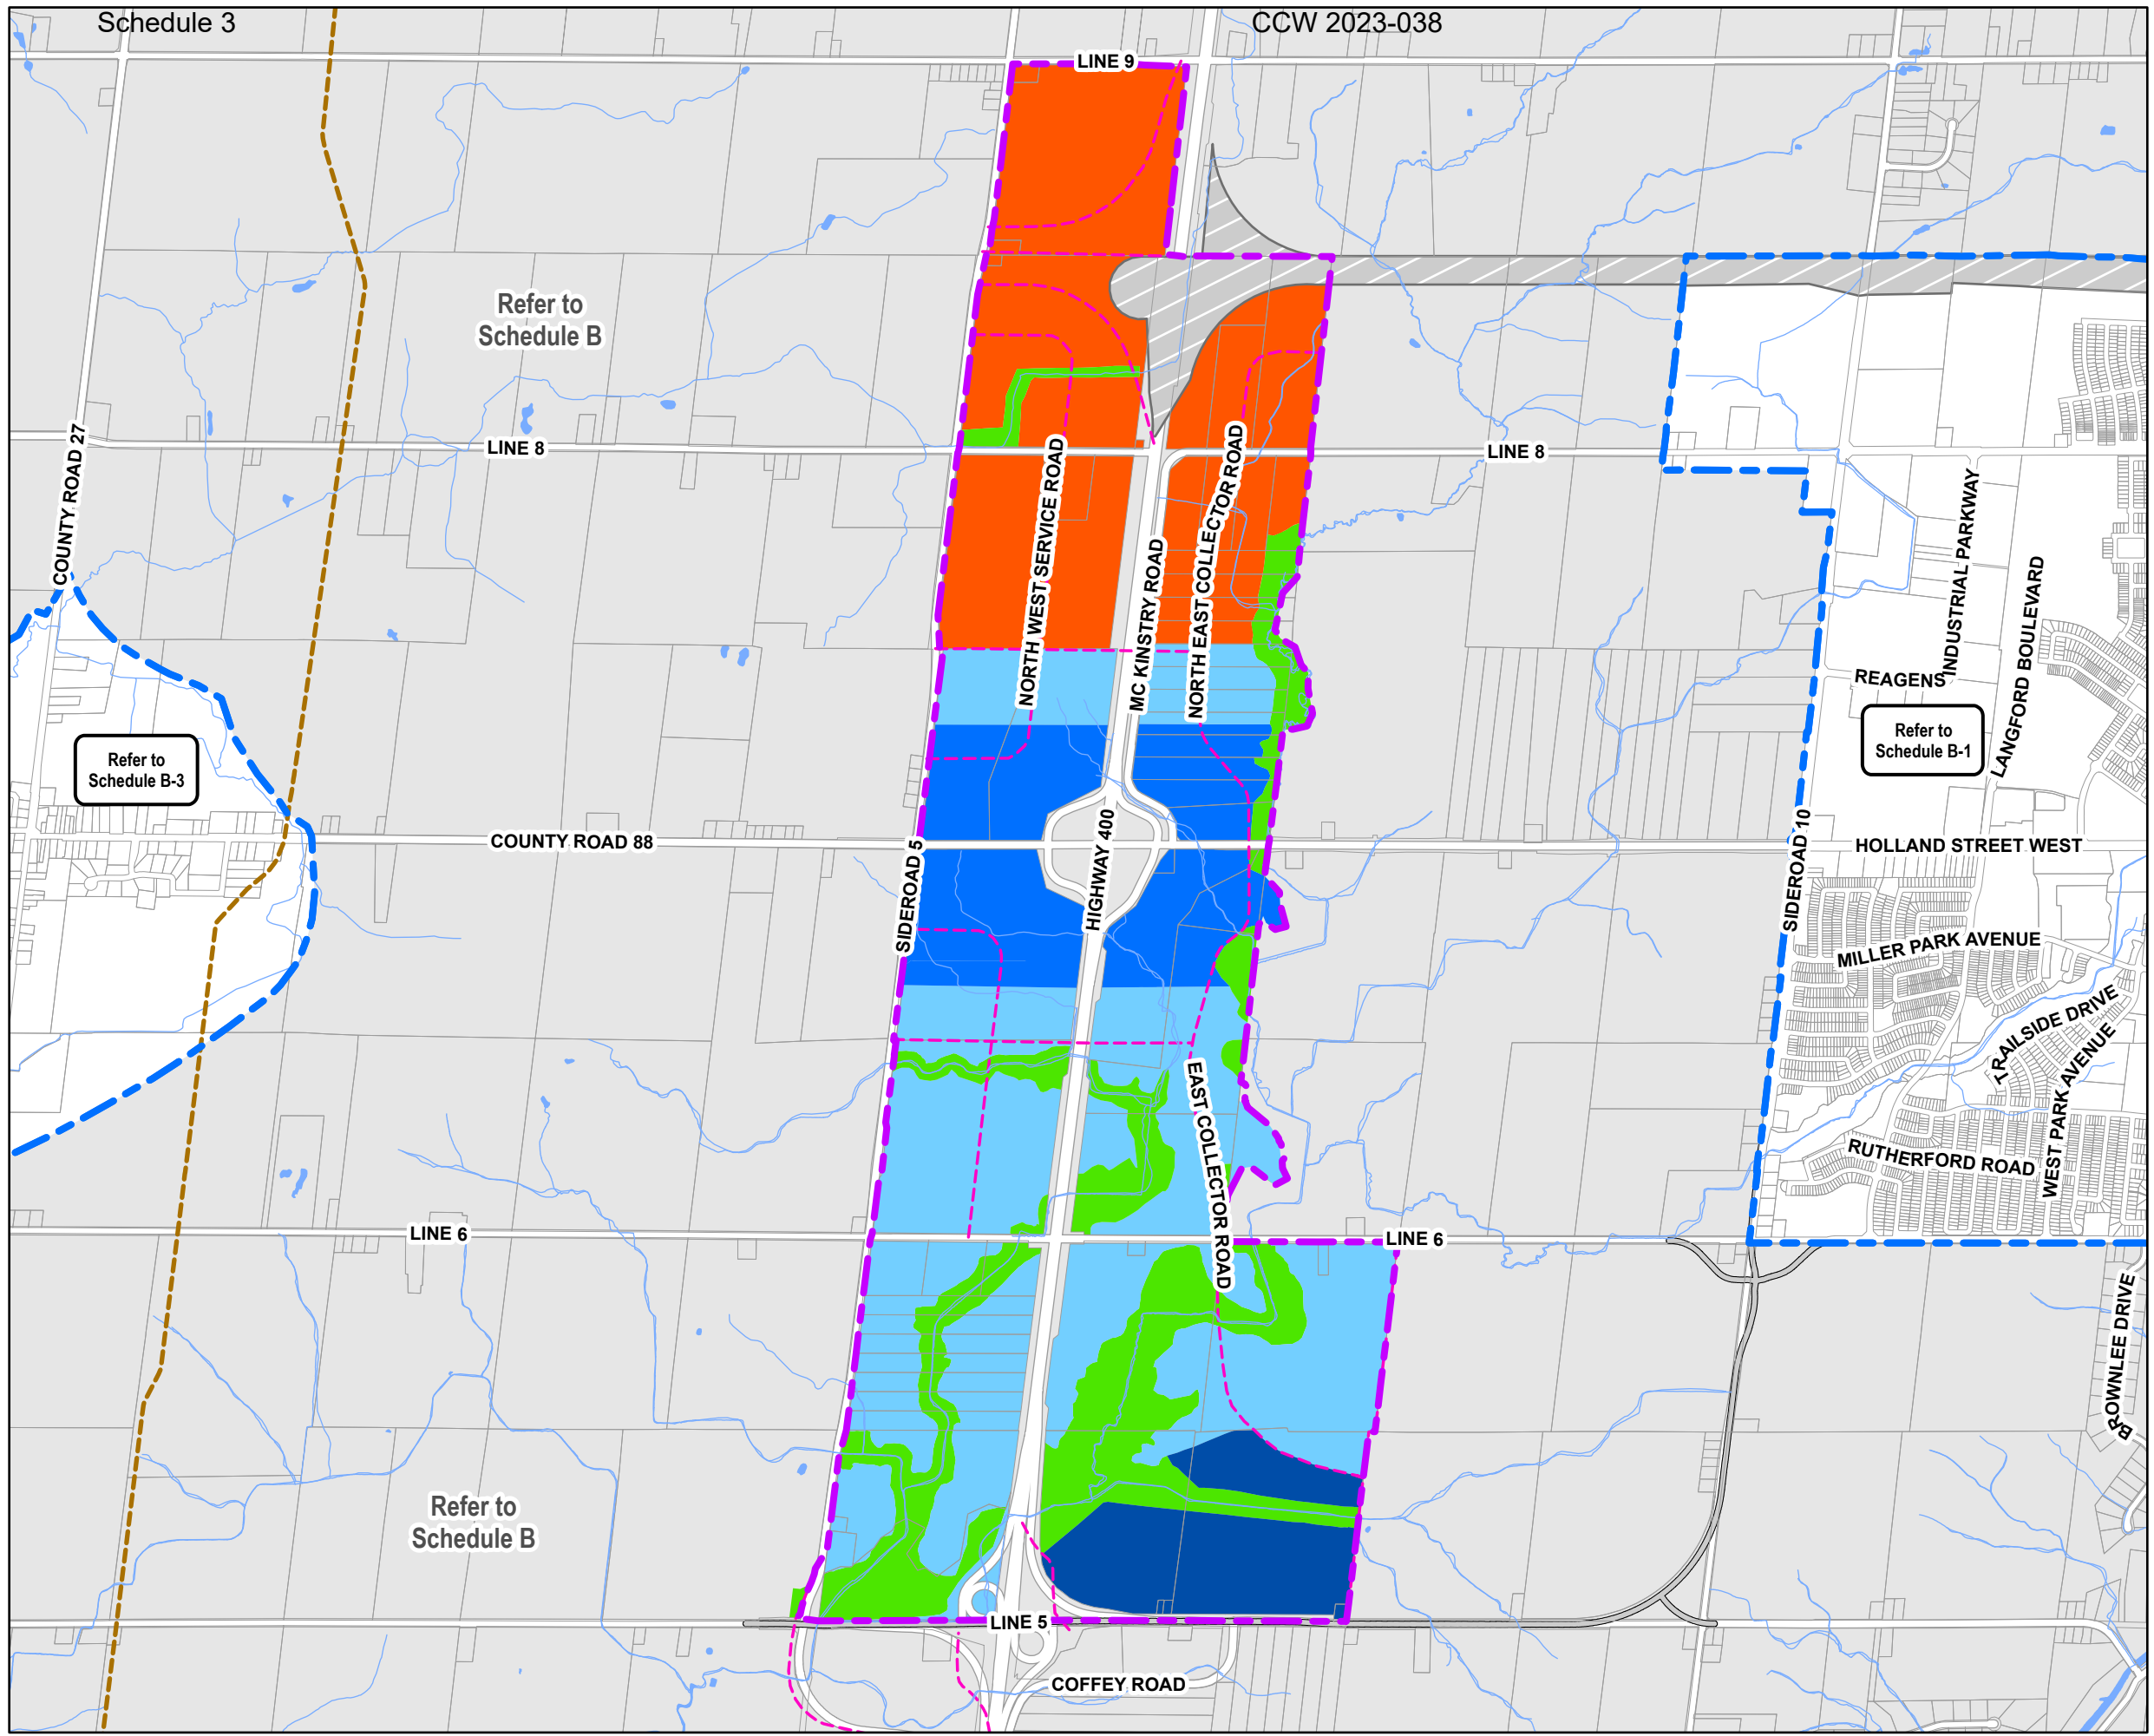 Schedule 3
CCW 2023-038
LINE 9
Refer to
Schedule B
COUNTY ROAD 27
LINE 8
LINE 8
NORTH WEST SERVICE ROAD
MC KINSTRY ROAD
NORTH EAST COLLECTOR ROAD
INDUSTRIAL PARKWAY
LANGFORD BOULEVARD
REAGENS
Refer to
Schedule B-1
Refer to
Schedule B-3
COUNTY ROAD 88
SIDEROAD 5
HIGHWAY 400
SIDEROAD 10
HOLLAND STREET WEST
MILLER PARK AVENUE
TRAILSIDE DRIVE
WEST PARK AVENUE
RUTHERFORD ROAD
EAST COLLECTOR ROAD
LINE 6
LINE 6
BROWNLEE DRIVE
Refer to
Schedule B
LINE 5
COFFEY ROAD